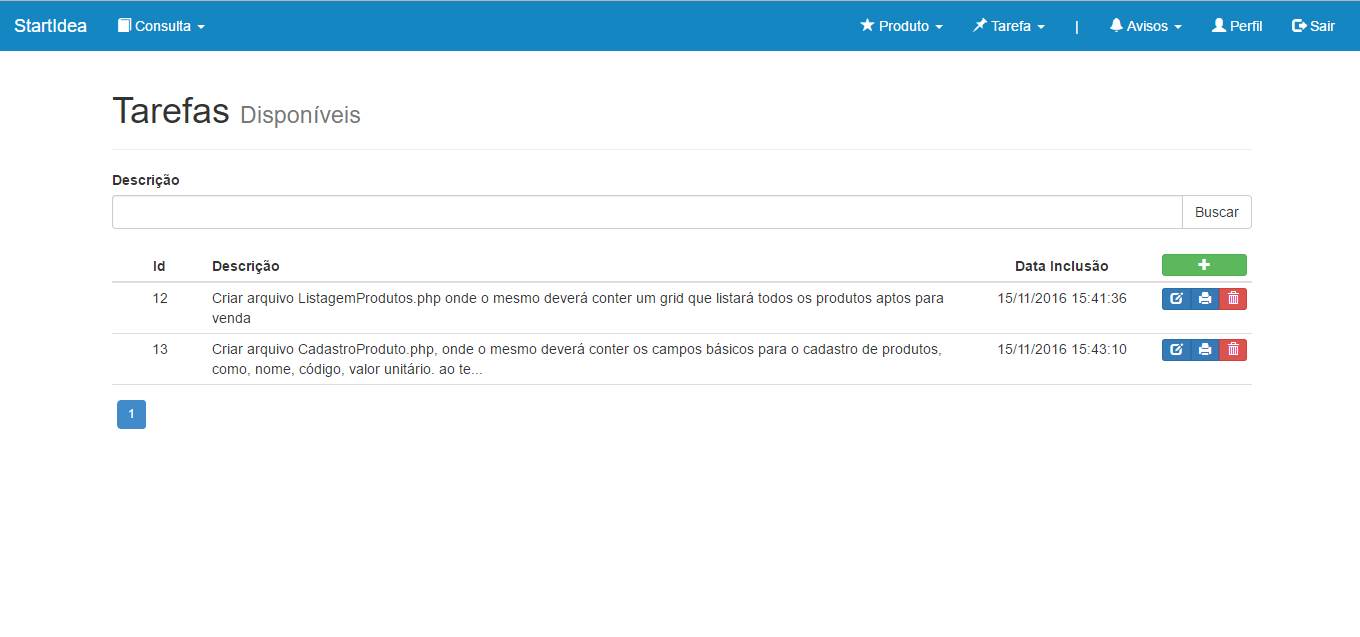 StartIdea Consulta Produto Tarefa | Avisos Perfil Sair
Tarefas Disponíveis
Descrição
Buscar
Id Descrição Data Inclusão
12 Criar arquivo ListagemProdutos.php onde o mesmo deverá conter um grid que listará todos os produtos aptos para 15/11/2016 15:41:36
venda
13 Criar arquivo CadastroProduto.php, onde o mesmo deverá conter os campos básicos para o cadastro de produtos, 15/11/2016 15:43:10
como, nome, código, valor unitário. ao te...
1